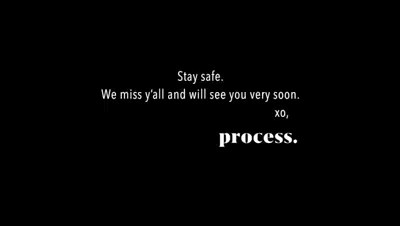 Stay safe.
We miss y'all and will see you very soon.
xo,
process.